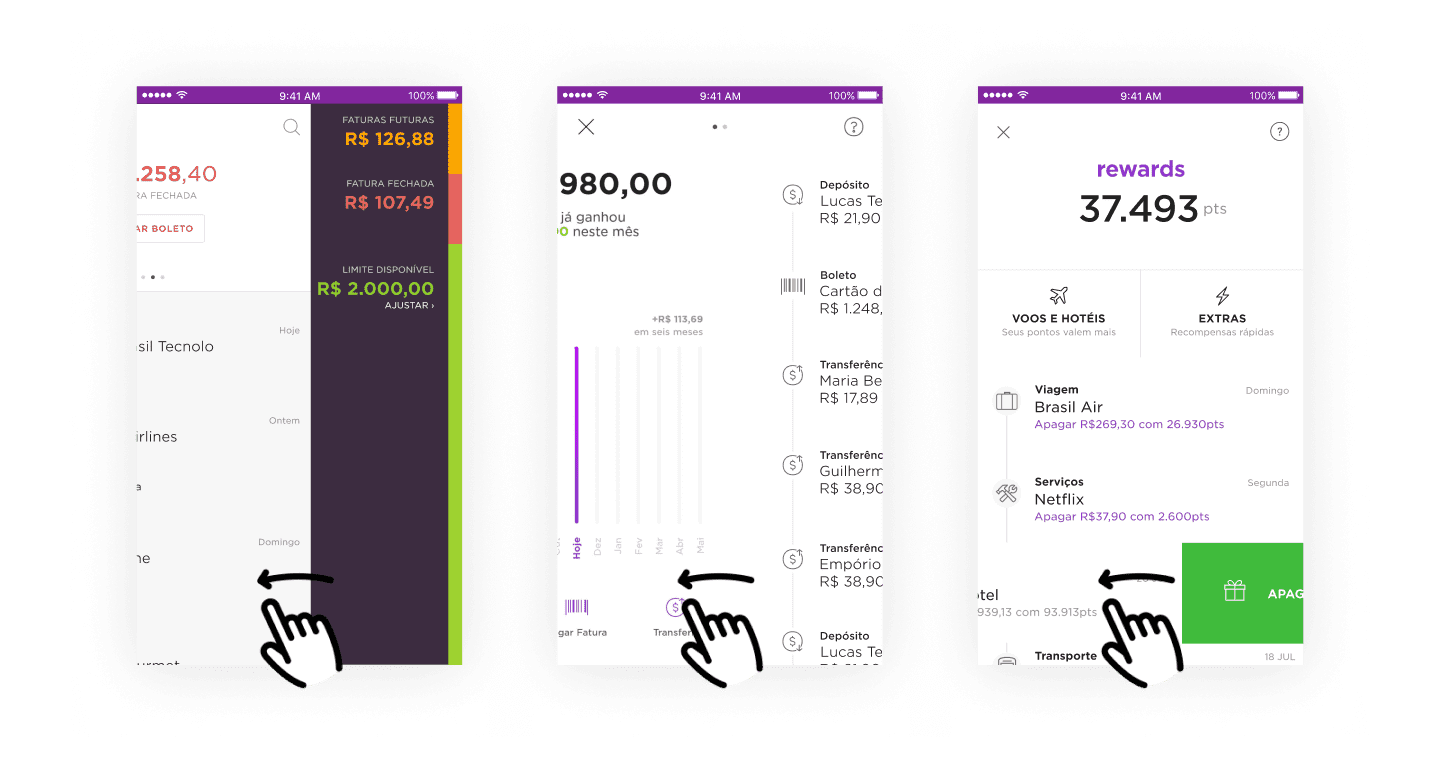 9:41 AM
100%
FATURAS FUTURAS
R$ 126,88
.258,40
RA FECHADA
FATURA FECHADA
R$ 107,49
AR BOLETO
LIMITE DISPONÍVEL
R$ 2.000,00
AJUSTAR ›
Hoje
sil Tecnolo
Ontem
irlines
a
Domingo
ne
9:41 AM
100%
?
980,00
já ganhou
00 neste mês
+R$ 113,69
em seis meses
Hoje
Dez
Jan
Fev
Mar
Abr
Mai
gar Fatura
Transfer
Depósito
Lucas Te
R$ 21,90
Boleto
Cartão d
R$ 1.248,
Transferênc
Maria Be
R$ 17,89
Transferênc
Guilherm
R$ 38,90
Transferênc
Empório
R$ 38,90
Depósito
Lucas Te
9:41 AM
100%
?
rewards
37.493 pts
VOOS E HOTÉIS
Seus pontos valem mais
EXTRAS
Recompensas rápidas
Viagem
Domingo
Brasil Air
Apagar R$269,30 com 26.930pts
Serviços
Segunda
Netflix
Apagar R$37,90 com 2.600pts
otel
939,13 com 93.913pts
APAG
Transporte
18 JUL